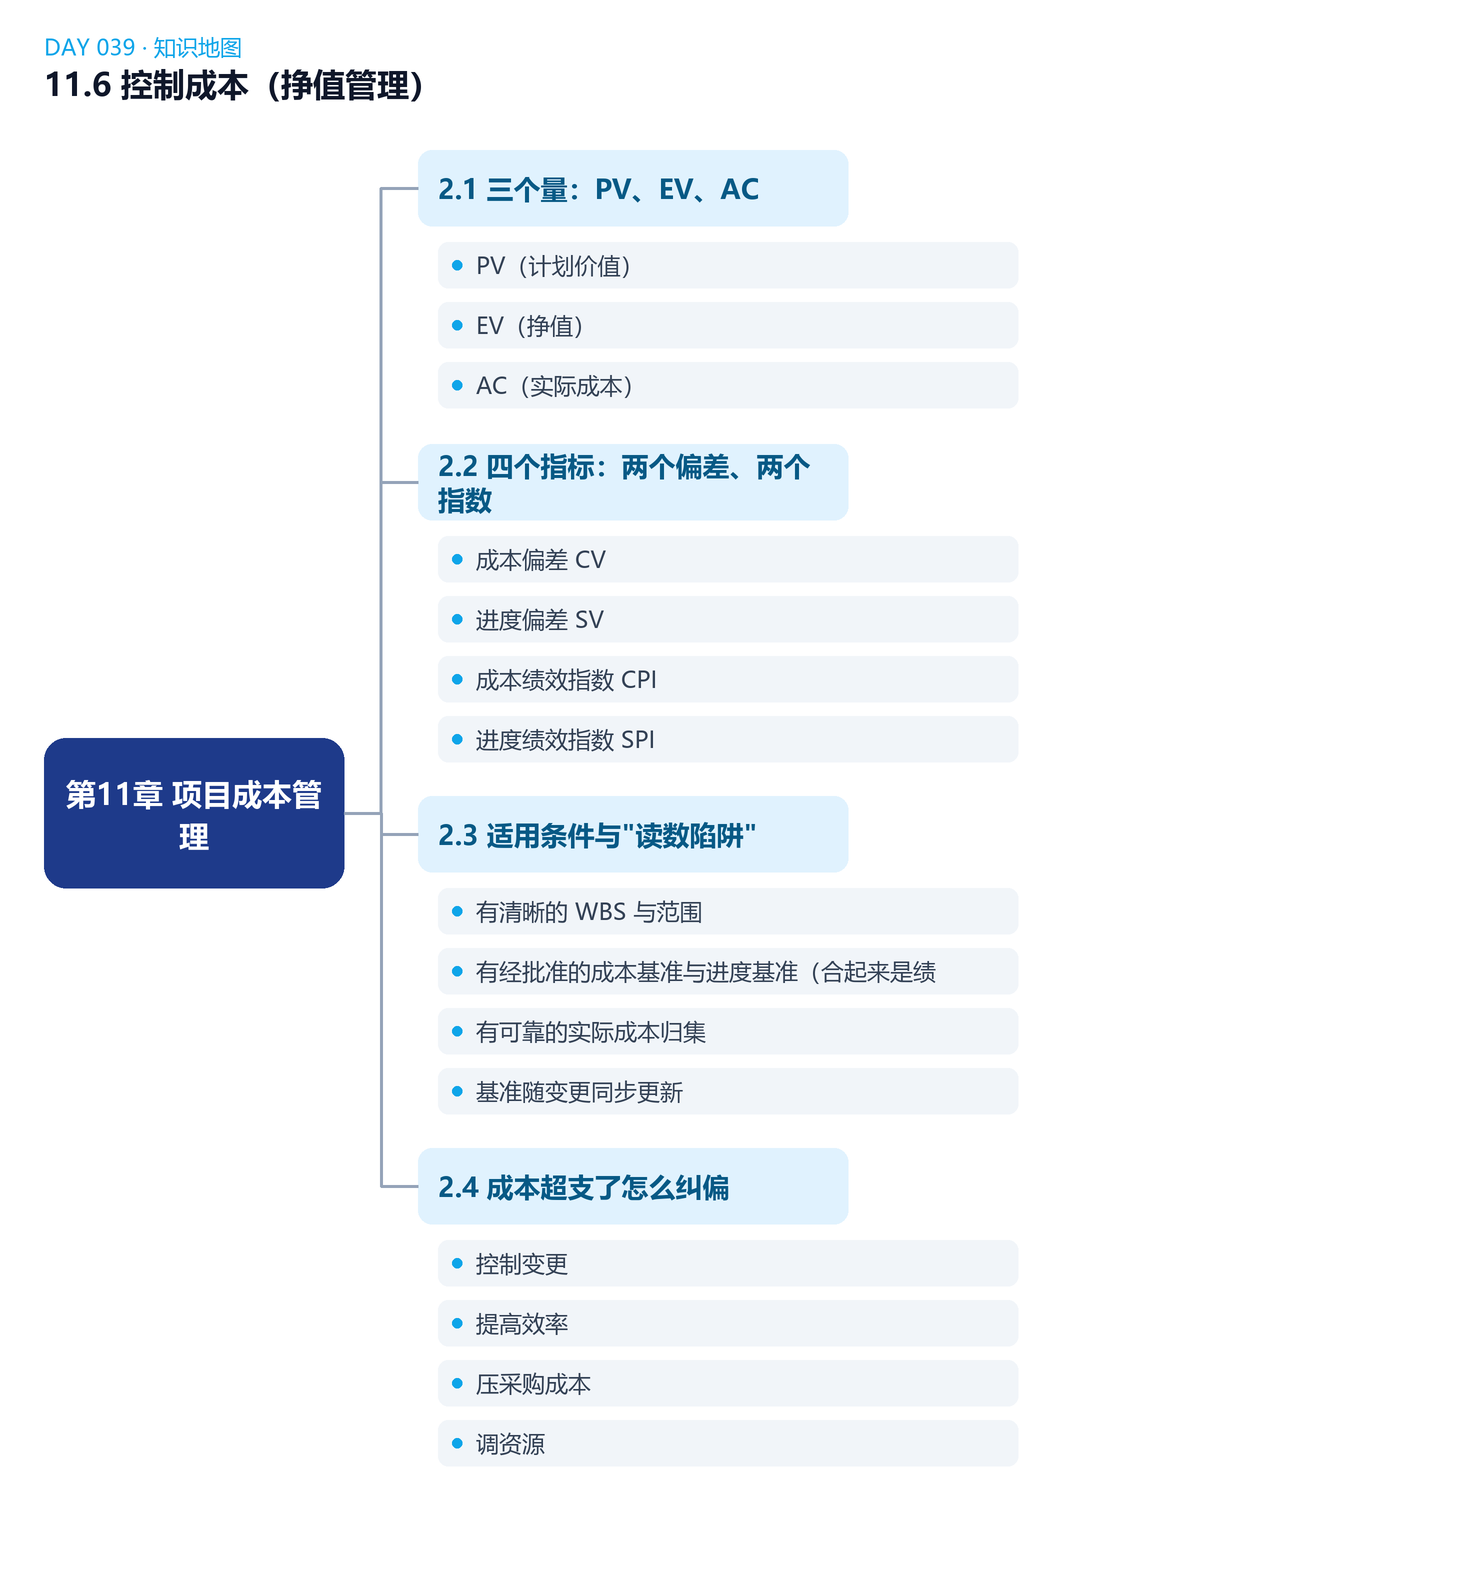 DAY 039 · 知识地图
11.6 控制成本（挣值管理）
2.1 三个量：PV、EV、AC
PV（计划价值）
EV（挣值）
AC（实际成本）
2.2 四个指标：两个偏差、两个
指数
成本偏差 CV
进度偏差 SV
成本绩效指数 CPI
进度绩效指数 SPI
第11章 项目成本管
理
2.3 适用条件与"读数陷阱"
有清晰的 WBS 与范围
有经批准的成本基准与进度基准（合起来是绩
有可靠的实际成本归集
基准随变更同步更新
2.4 成本超支了怎么纠偏
控制变更
提高效率
压采购成本
调资源